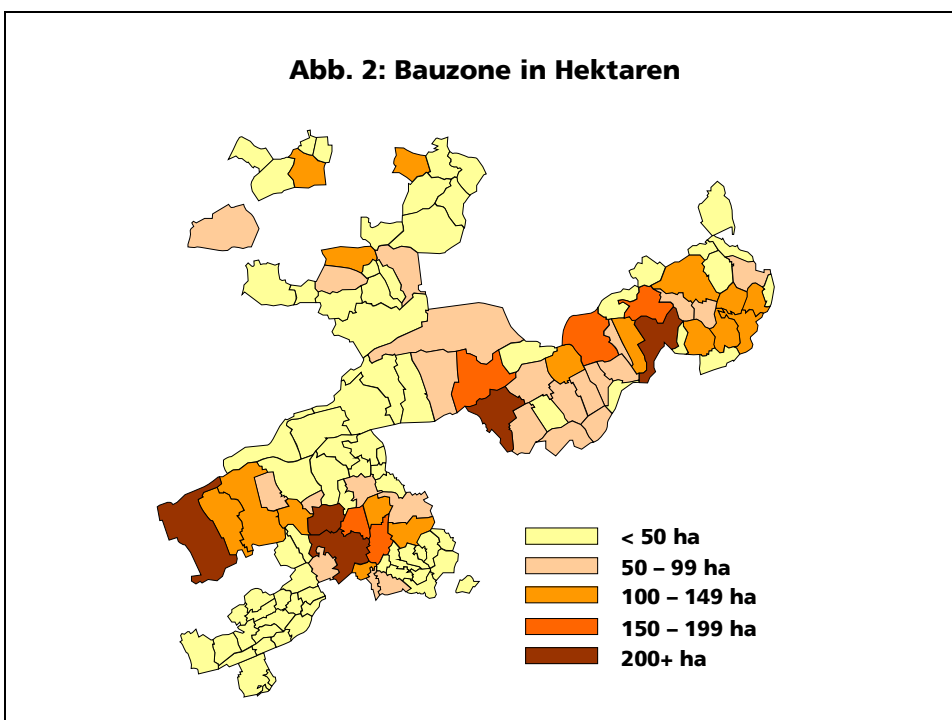 Abb. 2: Bauzone in Hektaren
< 50 ha
50 – 99 ha
100 – 149 ha
150 – 199 ha
200+ ha